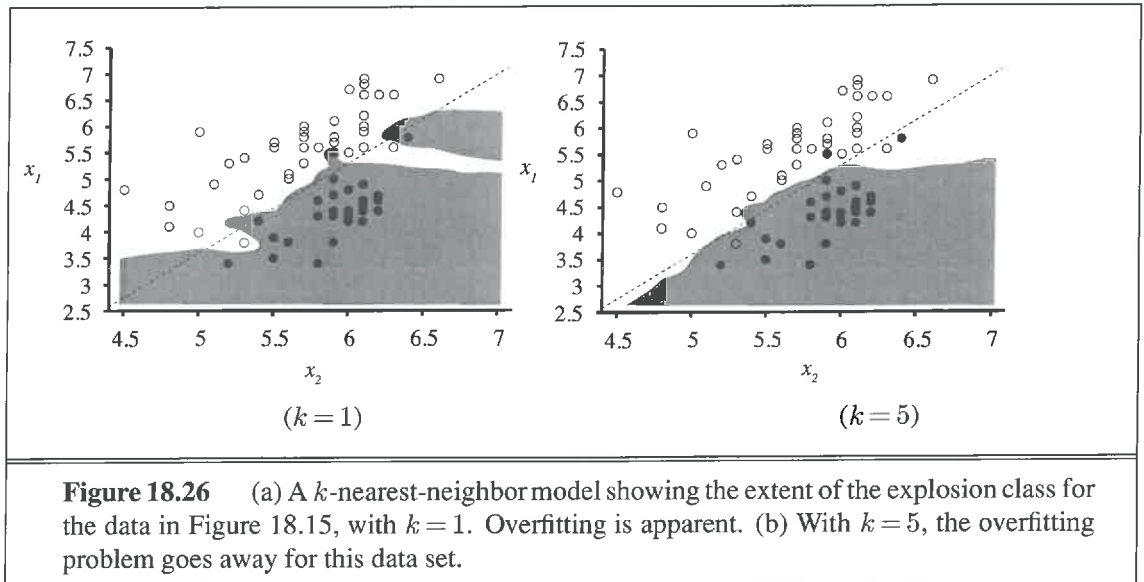 7.5
7
6.5
6
5.5
5
4.5
4
3.5
3
2.5
x1
4.5 5 5.5 6 6.5 7
x2
(k = 1)
7.5
7
6.5
6
5.5
5
4.5
4
3.5
3
2.5
x1
4.5 5 5.5 6 6.5 7
x2
(k = 5)
Figure 18.26 (a) A k-nearest-neighbor model showing the extent of the explosion class for
the data in Figure 18.15, with k = 1. Overfitting is apparent. (b) With k = 5, the overfitting
problem goes away for this data set.